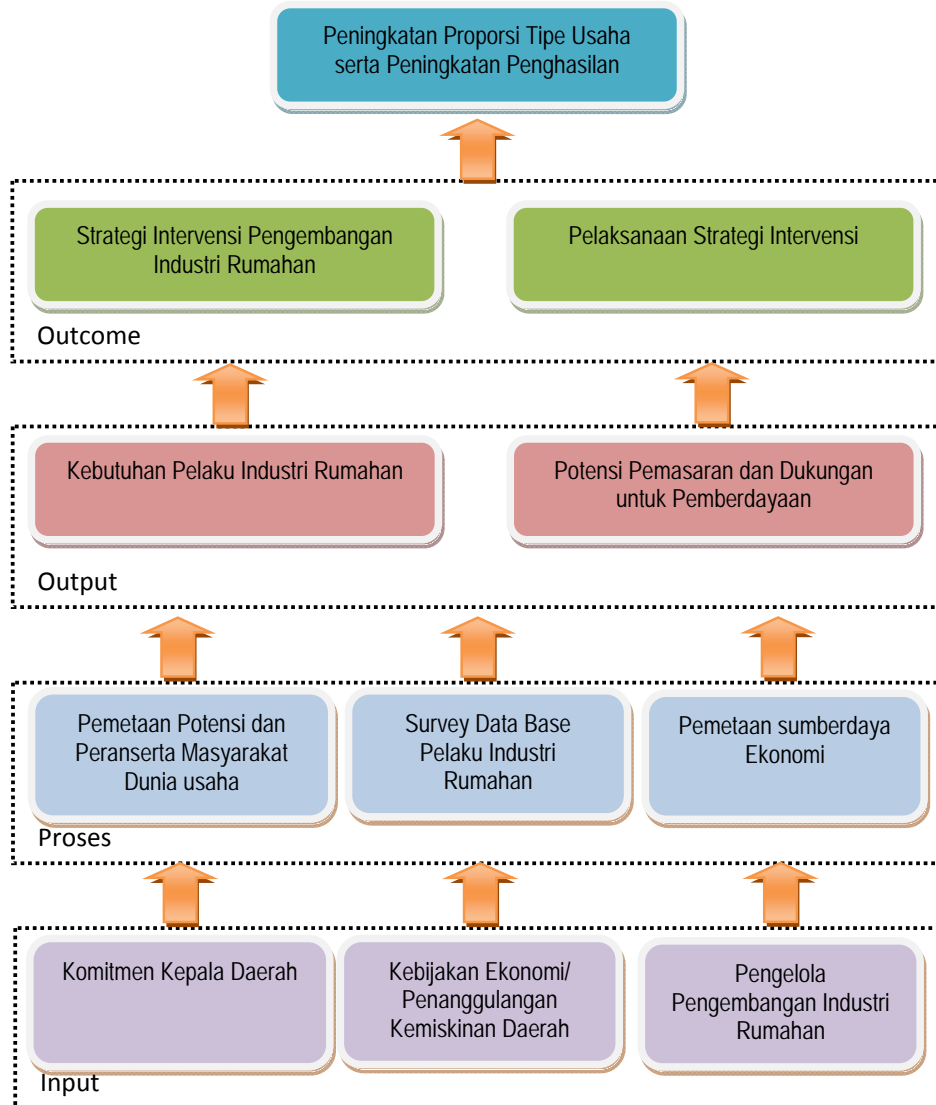 Peningkatan Proporsi Tipe Usaha
serta Peningkatan Penghasilan
Strategi Intervensi Pengembangan
Industri Rumahan
Pelaksanaan Strategi Intervensi
Outcome
Kebutuhan Pelaku Industri Rumahan
Potensi Pemasaran dan Dukungan
untuk Pemberdayaan
Output
Pemetaan Potensi dan
Peranserta Masyarakat
Dunia usaha
Survey Data Base
Pelaku Industri
Rumahan
Pemetaan sumberdaya
Ekonomi
Proses
Komitmen Kepala Daerah
Kebijakan Ekonomi/
Penanggulangan
Kemiskinan Daerah
Pengelola
Pengembangan Industri
Rumahan
Input